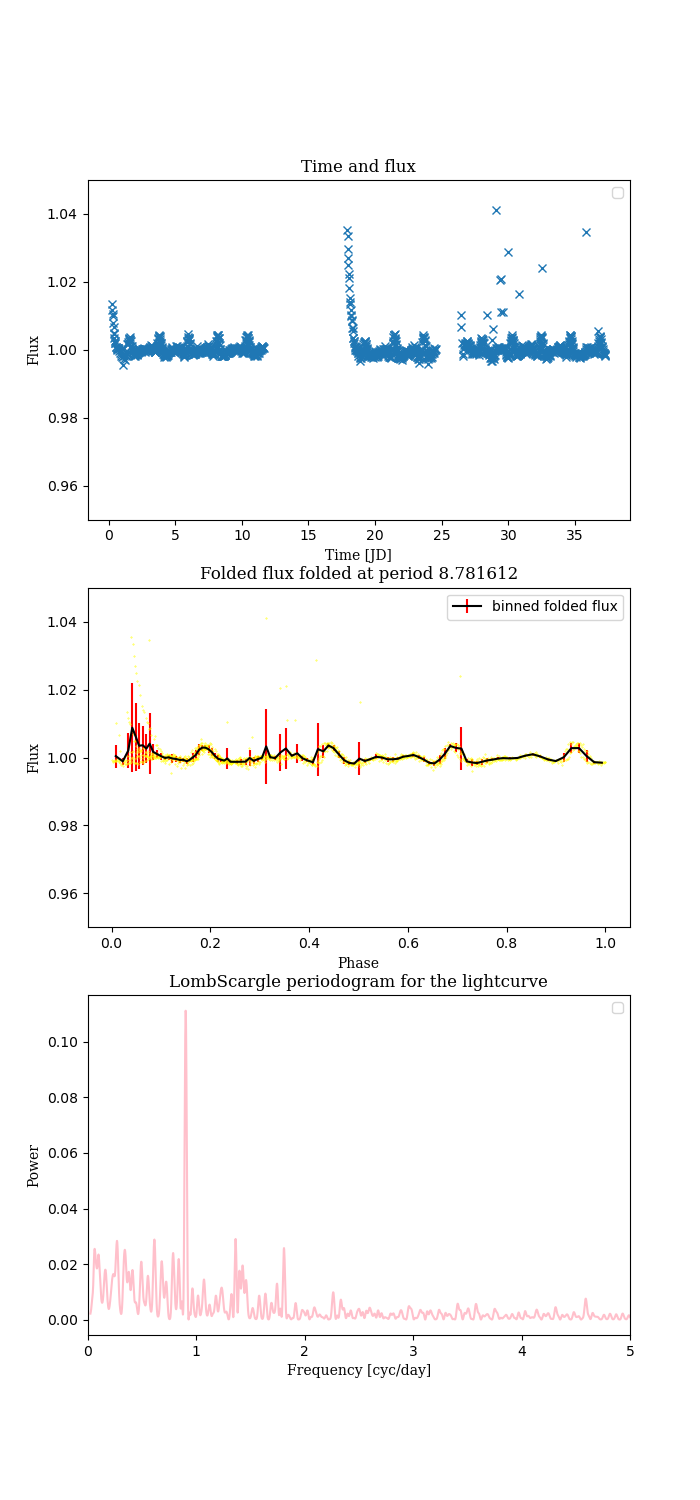 Time and flux
1.04
1.02
1.00
0.98
0.96
Flux
0 5 10 15 20 25 30 35
Time [JD]
Folded flux folded at period 8.781612
binned folded flux
1.04
1.02
1.00
0.98
0.96
Flux
0.0 0.2 0.4 0.6 0.8 1.0
Phase
LombScargle periodogram for the lightcurve
0.10
0.08
0.06
0.04
0.02
0.00
Power
0 1 2 3 4 5
Frequency [cyc/day]